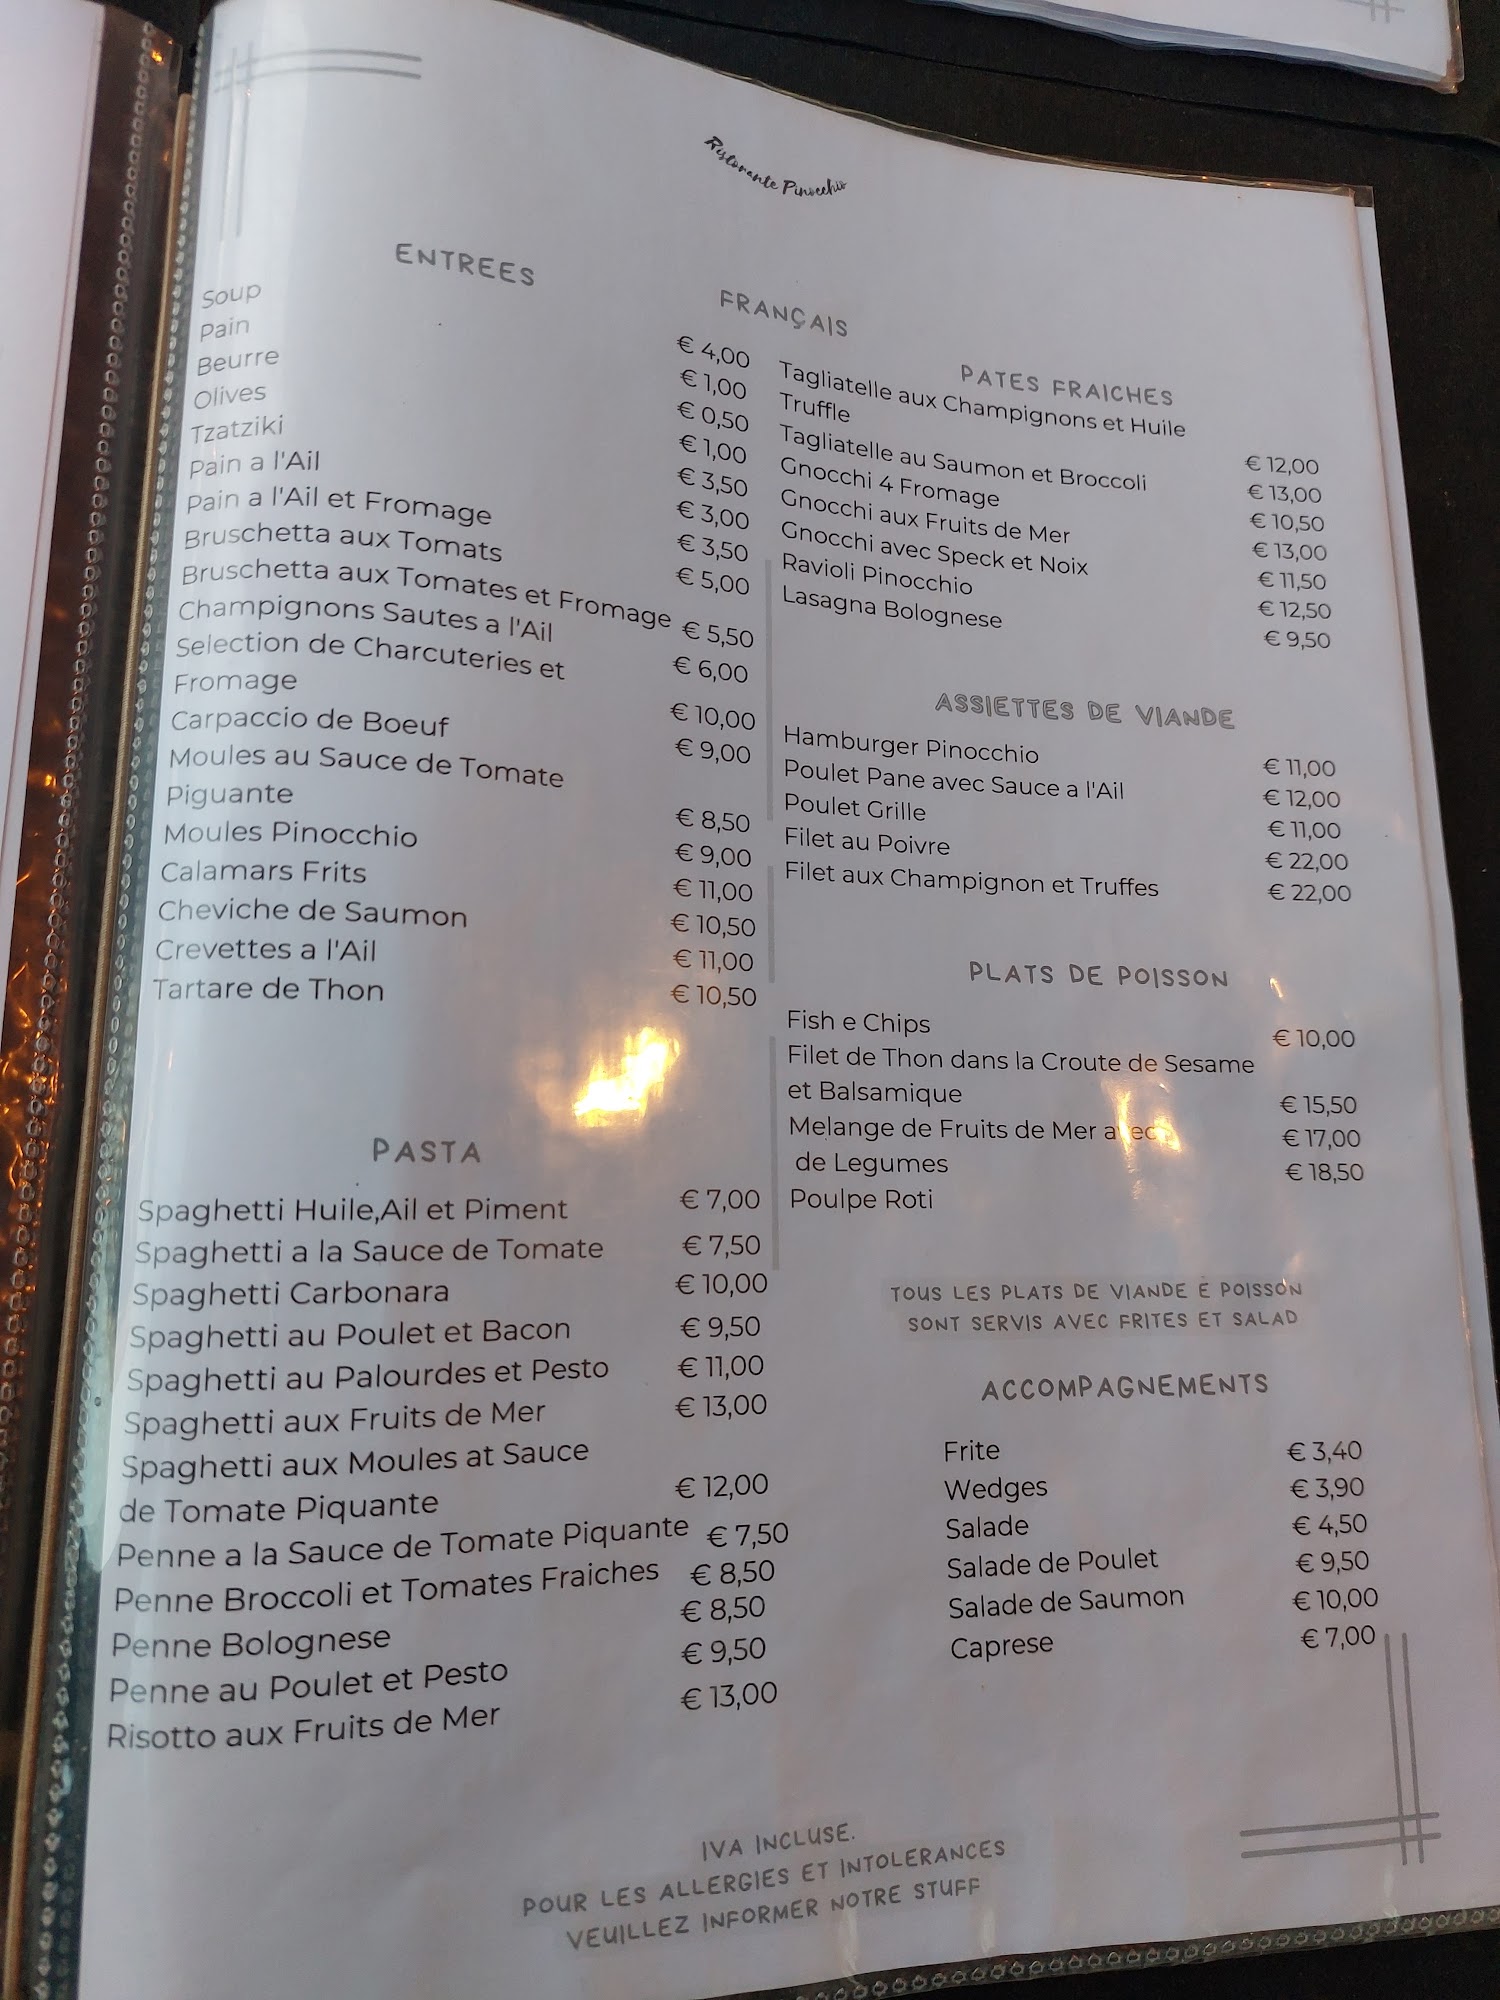 Ristorante Pinocchio
FRANÇAIS
ENTREES
Soup € 4,00
Pain € 1,00
Beurre € 0,50
Olives € 1,00
Tzatziki € 3,50
Pain a l'Ail € 3,00
Pain a l'Ail et Fromage € 3,50
Bruschetta aux Tomats € 5,00
Bruschetta aux Tomates et Fromage € 5,50
Champignons Sautes a l'Ail € 6,00
Selection de Charcuteries et
Fromage € 10,00
Carpaccio de Boeuf € 9,00
Moules au Sauce de Tomate
Piguante € 8,50
Moules Pinocchio € 9,00
Calamars Frits € 11,00
Cheviche de Saumon € 10,50
Crevettes a l'Ail € 11,00
Tartare de Thon € 10,50
PASTA
Spaghetti Huile,Ail et Piment € 7,00
Spaghetti a la Sauce de Tomate € 7,50
Spaghetti Carbonara € 10,00
Spaghetti au Poulet et Bacon € 9,50
Spaghetti au Palourdes et Pesto € 11,00
Spaghetti aux Fruits de Mer € 13,00
Spaghetti aux Moules at Sauce
de Tomate Piquante € 12,00
Penne a la Sauce de Tomate Piquante € 7,50
Penne Broccoli et Tomates Fraiches € 8,50
Penne Bolognese € 8,50
Penne au Poulet et Pesto € 9,50
Risotto aux Fruits de Mer € 13,00
PATES FRAICHES
Tagliatelle aux Champignons et Huile
Truffle € 12,00
Tagliatelle au Saumon et Broccoli € 13,00
Gnocchi 4 Fromage € 10,50
Gnocchi aux Fruits de Mer € 13,00
Gnocchi avec Speck et Noix € 11,50
Ravioli Pinocchio € 12,50
Lasagna Bolognese € 9,50
ASSIETTES DE VIANDE
Hamburger Pinocchio € 11,00
Poulet Pane avec Sauce a l'Ail € 12,00
Poulet Grille € 11,00
Filet au Poivre € 22,00
Filet aux Champignon et Truffes € 22,00
PLATS DE POISSON
Fish e Chips € 10,00
Filet de Thon dans la Croute de Sesame
et Balsamique € 15,50
Melange de Fruits de Mer avec € 17,00
de Legumes € 18,50
Poulpe Roti
TOUS LES PLATS DE VIANDE E POISSON
SONT SERVIS AVEC FRITES ET SALAD
ACCOMPAGNEMENTS
Frite € 3,40
Wedges € 3,90
Salade € 4,50
Salade de Poulet € 9,50
Salade de Saumon € 10,00
Caprese € 7,00
IVA INCLUSE.
POUR LES ALLERGIES ET INTOLERANCES
VEUILLEZ INFORMER NOTRE STUFF